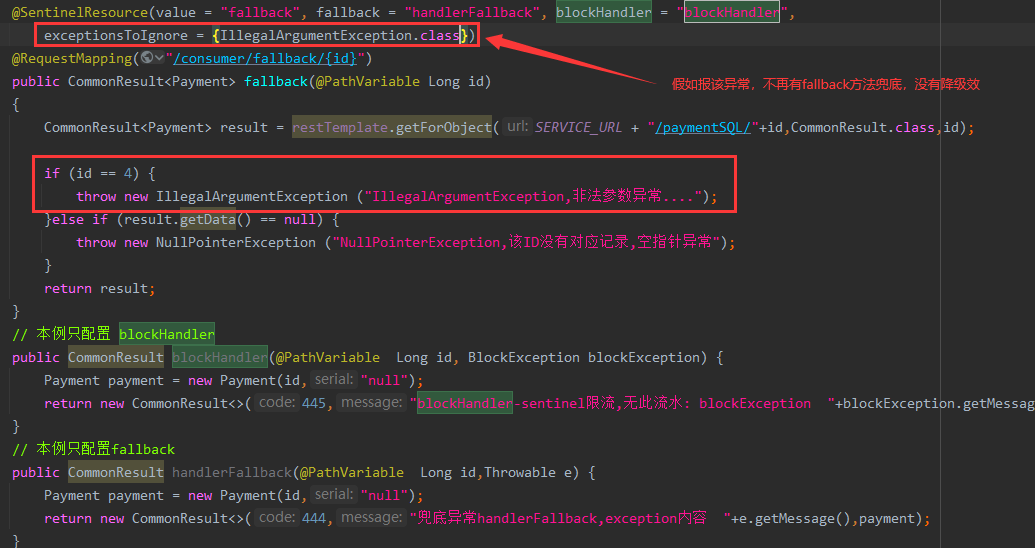 @SentinelResource(value = "fallback", fallback = "handlerFallback", blockHandler = "blockHandler",
exceptionsToIgnore = {IllegalArgumentException.class})
@RequestMapping("/consumer/fallback/{id}")
假如报该异常，不再有fallback方法兜底，没有降级效
public CommonResult<Payment> fallback(@PathVariable Long id)
{
CommonResult<Payment> result = restTemplate.getForObject( url: SERVICE_URL + "/paymentSQL/"+id,CommonResult.class,id);
if (id == 4) {
throw new IllegalArgumentException ("IllegalArgumentException,非法参数异常....");
}else if (result.getData() == null) {
throw new NullPointerException ("NullPointerException,该ID没有对应记录,空指针异常");
}
return result;
}
// 本例只配置 blockHandler
public CommonResult blockHandler(@PathVariable  Long id, BlockException blockException) {
Payment payment = new Payment(id, serial: "null");
return new CommonResult<>( code: 445, message: "blockHandler-sentinel限流,无此流水: blockException  "+blockException.getMessag
}
// 本例只配置fallback
public CommonResult handlerFallback(@PathVariable  Long id,Throwable e) {
Payment payment = new Payment(id, serial: "null");
return new CommonResult<>( code: 444, message: "兜底异常handlerFallback,exception内容  "+e.getMessage(),payment);
}